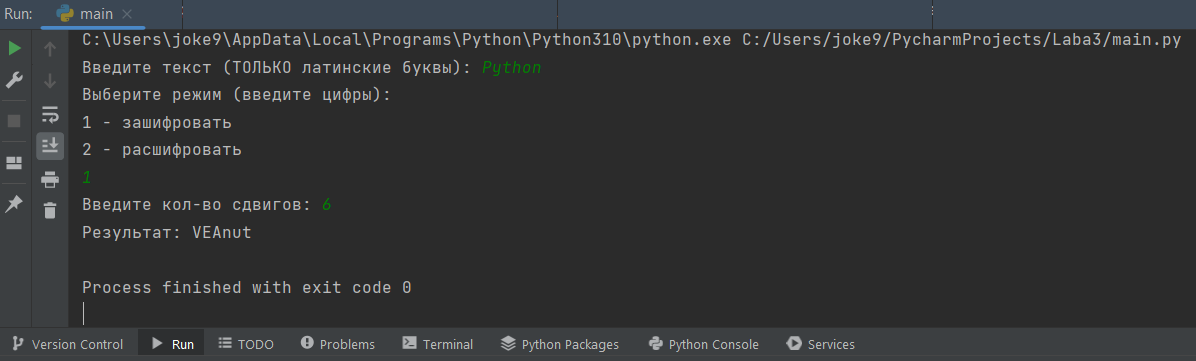 Run: main
C:\Users\joke9\AppData\Local\Programs\Python\Python310\python.exe C:/Users/joke9/PycharmProjects/Laba3/main.py
Введите текст (ТОЛЬКО латинские буквы): Python
Выберите режим (введите цифры):
1 - зашифровать
2 - расшифровать
1
Введите кол-во сдвигов: 6
Результат: VEAnut
Process finished with exit code 0
Version Control Run TODO Problems Terminal Python Packages Python Console Services